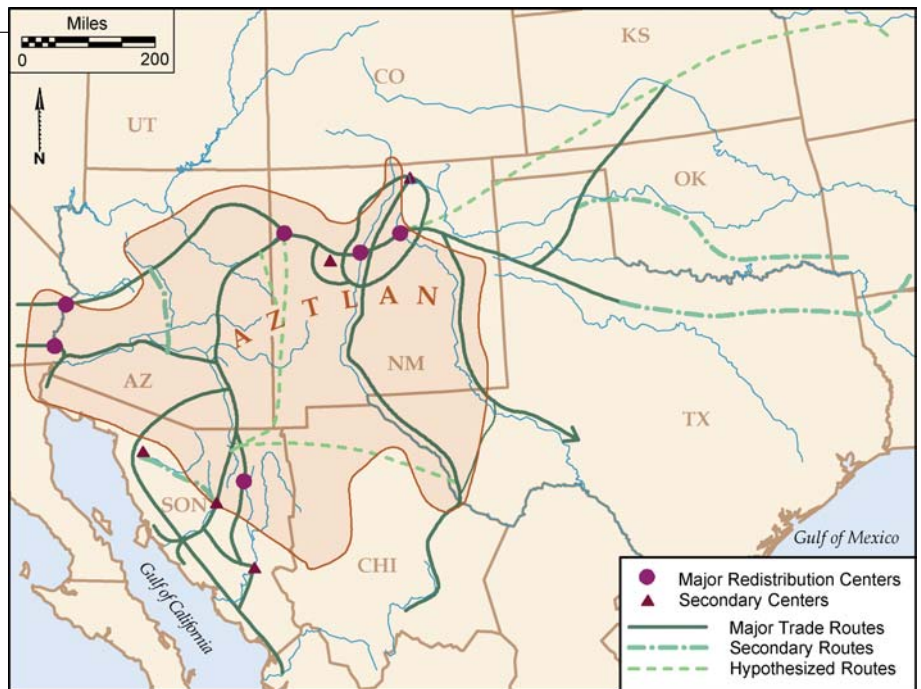 Miles
0 200
N
UT
CO
KS
OK
AZTLAN
AZ
NM
TX
SON
CHI
Gulf of California
Gulf of Mexico
Major Redistribution Centers
Secondary Centers
Major Trade Routes
Secondary Routes
Hypothesized Routes